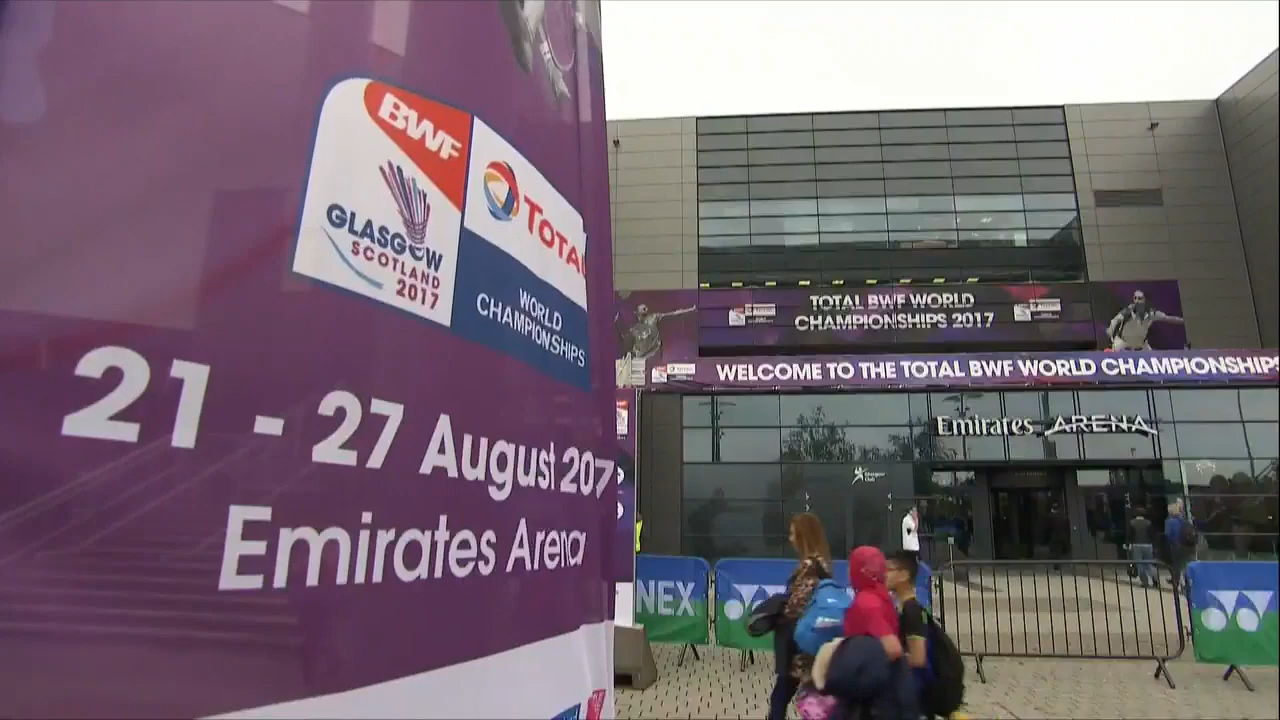 BWF
GLASGOW
SCOTLAND
2017
TOTAL
WORLD
CHAMPIONSHIPS
21 - 27 August 207
Emirates Arena
TOTAL BWF WORLD
CHAMPIONSHIPS 2017
WELCOME TO THE TOTAL BWF WORLD CHAMPIONSHIPS
Emirates ARENA
NEX